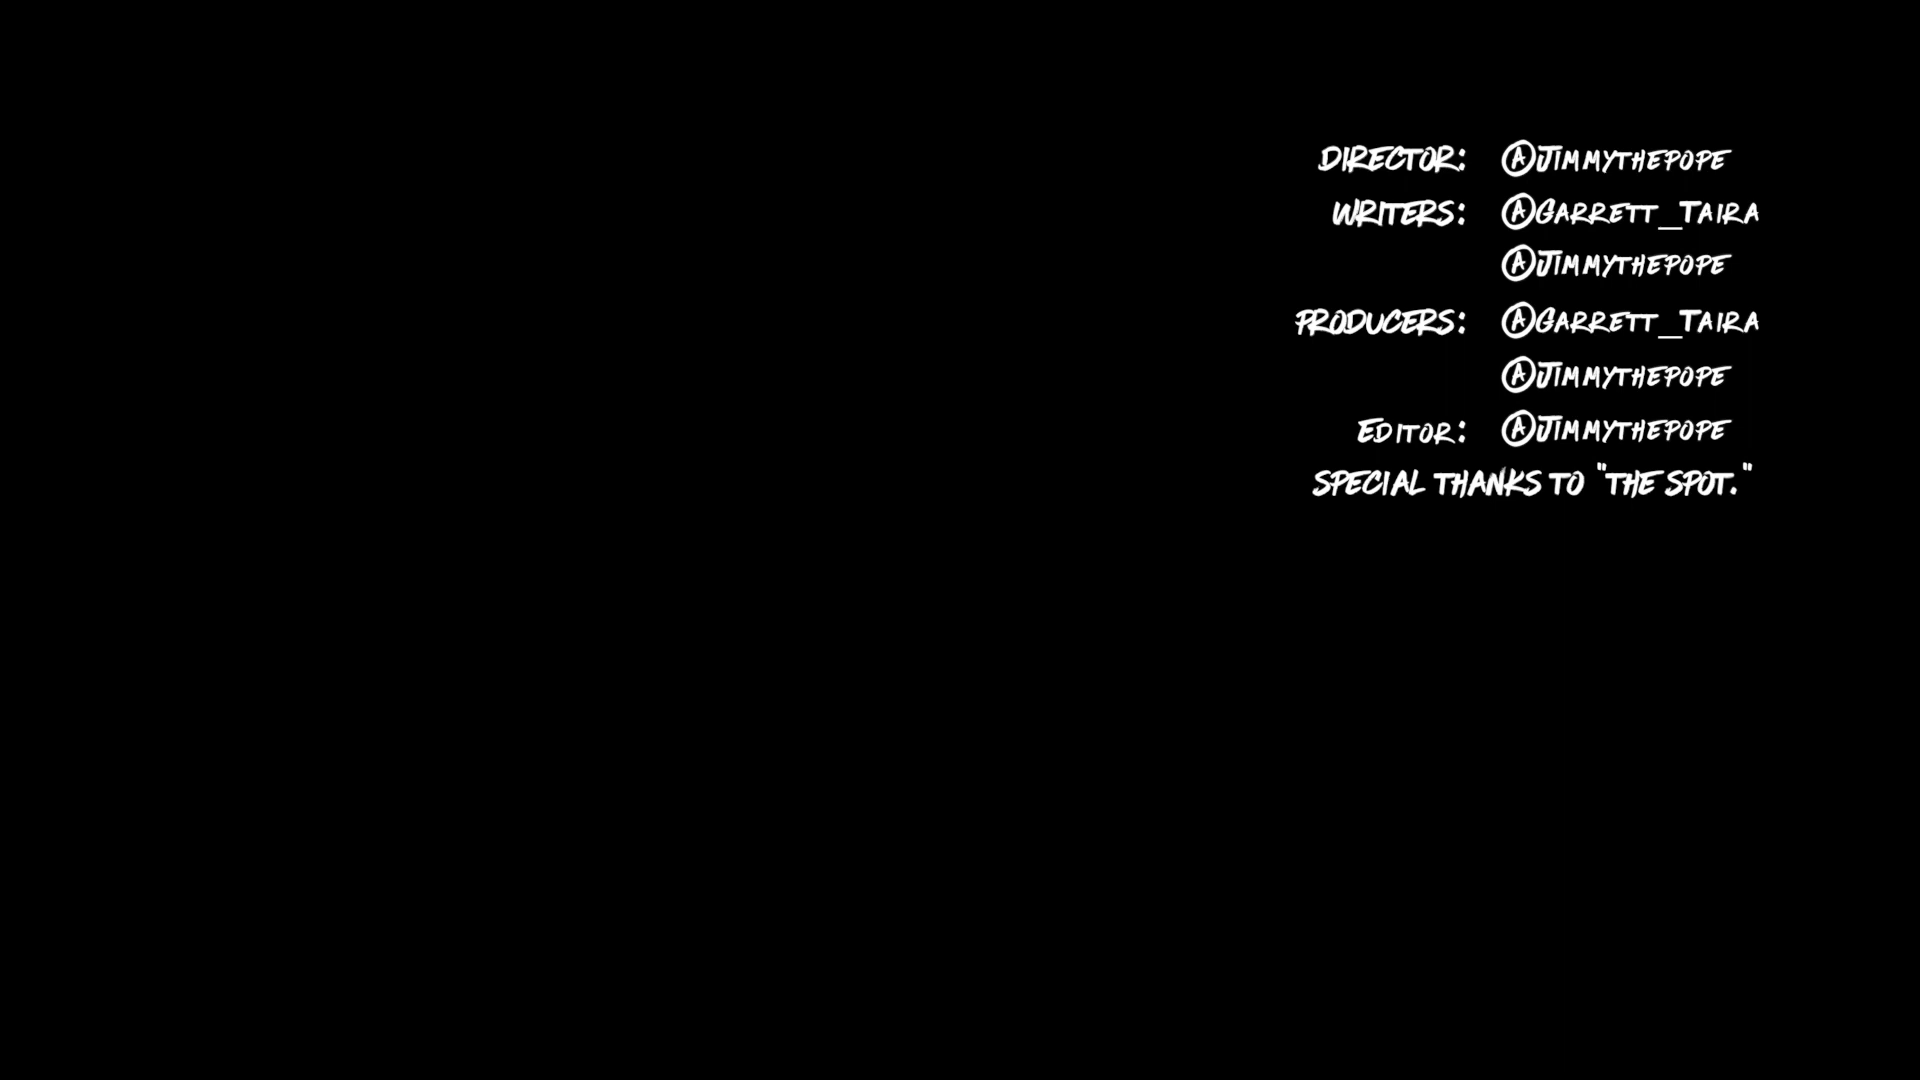 DIRECTOR: @JIMMYTHEPOPE
WRITERS: @GARRETT_TAIRA
@JIMMYTHEPOPE
PRODUCERS: @GARRETT_TAIRA
@JIMMYTHEPOPE
EDITOR: @JIMMYTHEPOPE
SPECIAL THANKS TO "THE SPOT."